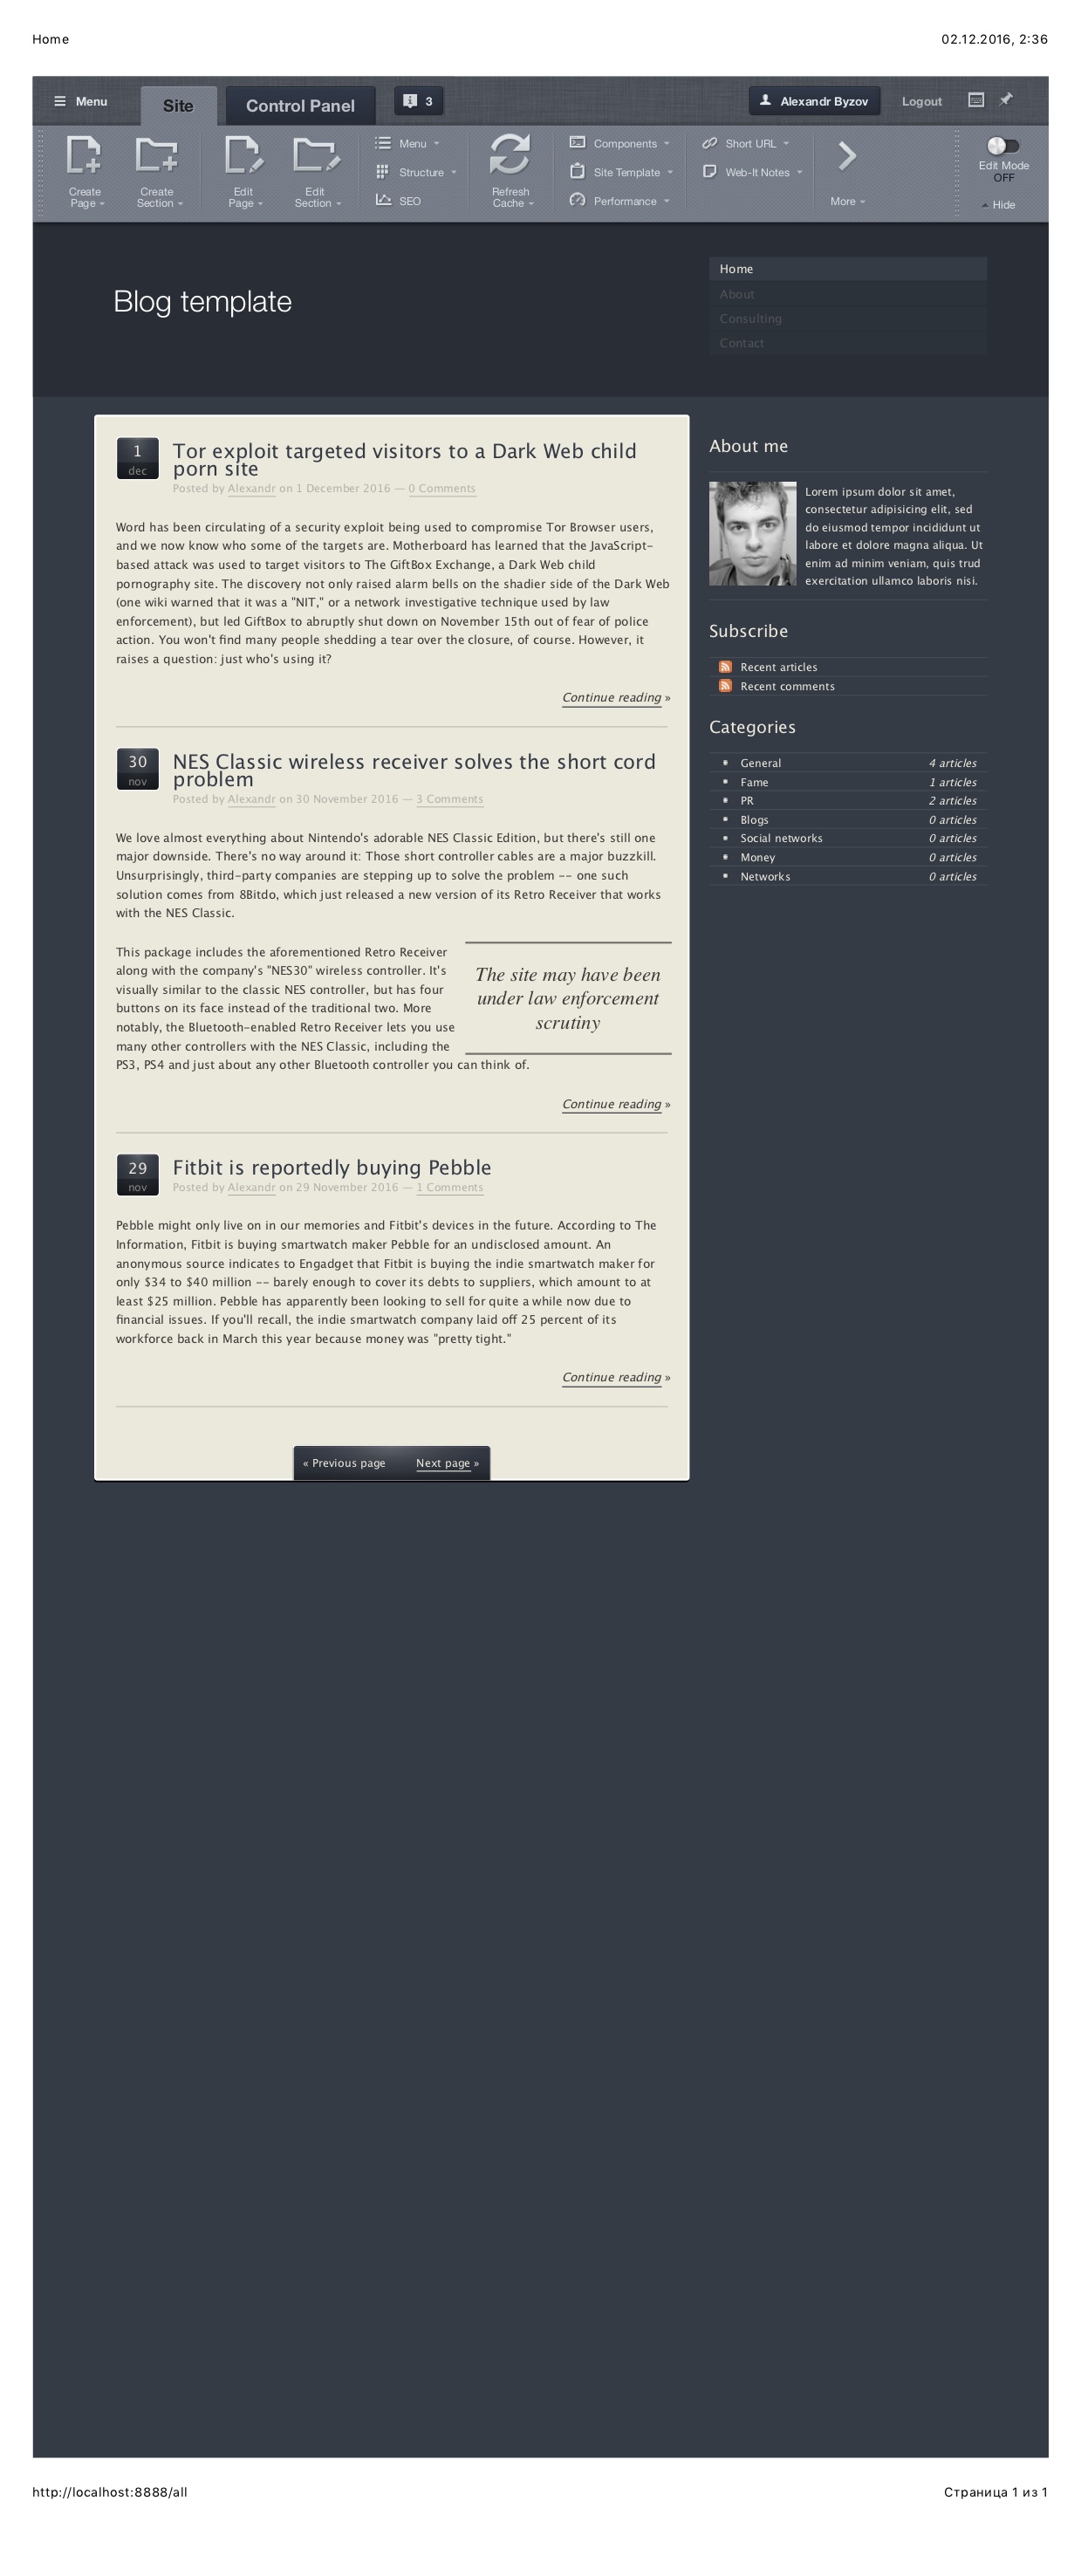 Home
02.12.2016, 2:36
Menu
Site
Control Panel
3
Alexandr Byzov
Logout
Create
Page
Create
Section
Edit
Page
Edit
Section
Menu
Structure
SEO
Refresh
Cache
Components
Site Template
Performance
Short URL
Web-It Notes
More
Edit Mode
OFF
Hide
Blog template
Home
About
Consulting
Contact
1
dec
Tor exploit targeted visitors to a Dark Web child
porn site
Posted by Alexandr on 1 December 2016 — 0 Comments
Word has been circulating of a security exploit being used to compromise Tor Browser users,
and we now know who some of the targets are. Motherboard has learned that the JavaScript-
based attack was used to target visitors to The GiftBox Exchange, a Dark Web child
pornography site. The discovery not only raised alarm bells on the shadier side of the Dark Web
(one wiki warned that it was a "NIT," or a network investigative technique used by law
enforcement), but led GiftBox to abruptly shut down on November 15th out of fear of police
action. You won't find many people shedding a tear over the closure, of course. However, it
raises a question: just who's using it?
Continue reading »
30
nov
NES Classic wireless receiver solves the short cord
problem
Posted by Alexandr on 30 November 2016 — 3 Comments
We love almost everything about Nintendo's adorable NES Classic Edition, but there's still one
major downside. There's no way around it: Those short controller cables are a major buzzkill.
Unsurprisingly, third-party companies are stepping up to solve the problem -- one such
solution comes from 8Bitdo, which just released a new version of its Retro Receiver that works
with the NES Classic.
This package includes the aforementioned Retro Receiver
along with the company's "NES30" wireless controller. It's
visually similar to the classic NES controller, but has four
buttons on its face instead of the traditional two. More
notably, the Bluetooth-enabled Retro Receiver lets you use
many other controllers with the NES Classic, including the
PS3, PS4 and just about any other Bluetooth controller you can think of.
The site may have been
under law enforcement
scrutiny
Continue reading »
29
nov
Fitbit is reportedly buying Pebble
Posted by Alexandr on 29 November 2016 — 1 Comments
Pebble might only live on in our memories and Fitbit's devices in the future. According to The
Information, Fitbit is buying smartwatch maker Pebble for an undisclosed amount. An
anonymous source indicates to Engadget that Fitbit is buying the indie smartwatch maker for
only $34 to $40 million -- barely enough to cover its debts to suppliers, which amount to at
least $25 million. Pebble has apparently been looking to sell for quite a while now due to
financial issues. If you'll recall, the indie smartwatch company laid off 25 percent of its
workforce back in March this year because money was "pretty tight."
Continue reading »
« Previous page
Next page »
About me
Lorem ipsum dolor sit amet,
consectetur adipisicing elit, sed
do eiusmod tempor incididunt ut
labore et dolore magna aliqua. Ut
enim ad minim veniam, quis trud
exercitation ullamco laboris nisi.
Subscribe
Recent articles
Recent comments
Categories
General 4 articles
Fame 1 articles
PR 2 articles
Blogs 0 articles
Social networks 0 articles
Money 0 articles
Networks 0 articles
http://localhost:8888/all
Страница 1 из 1